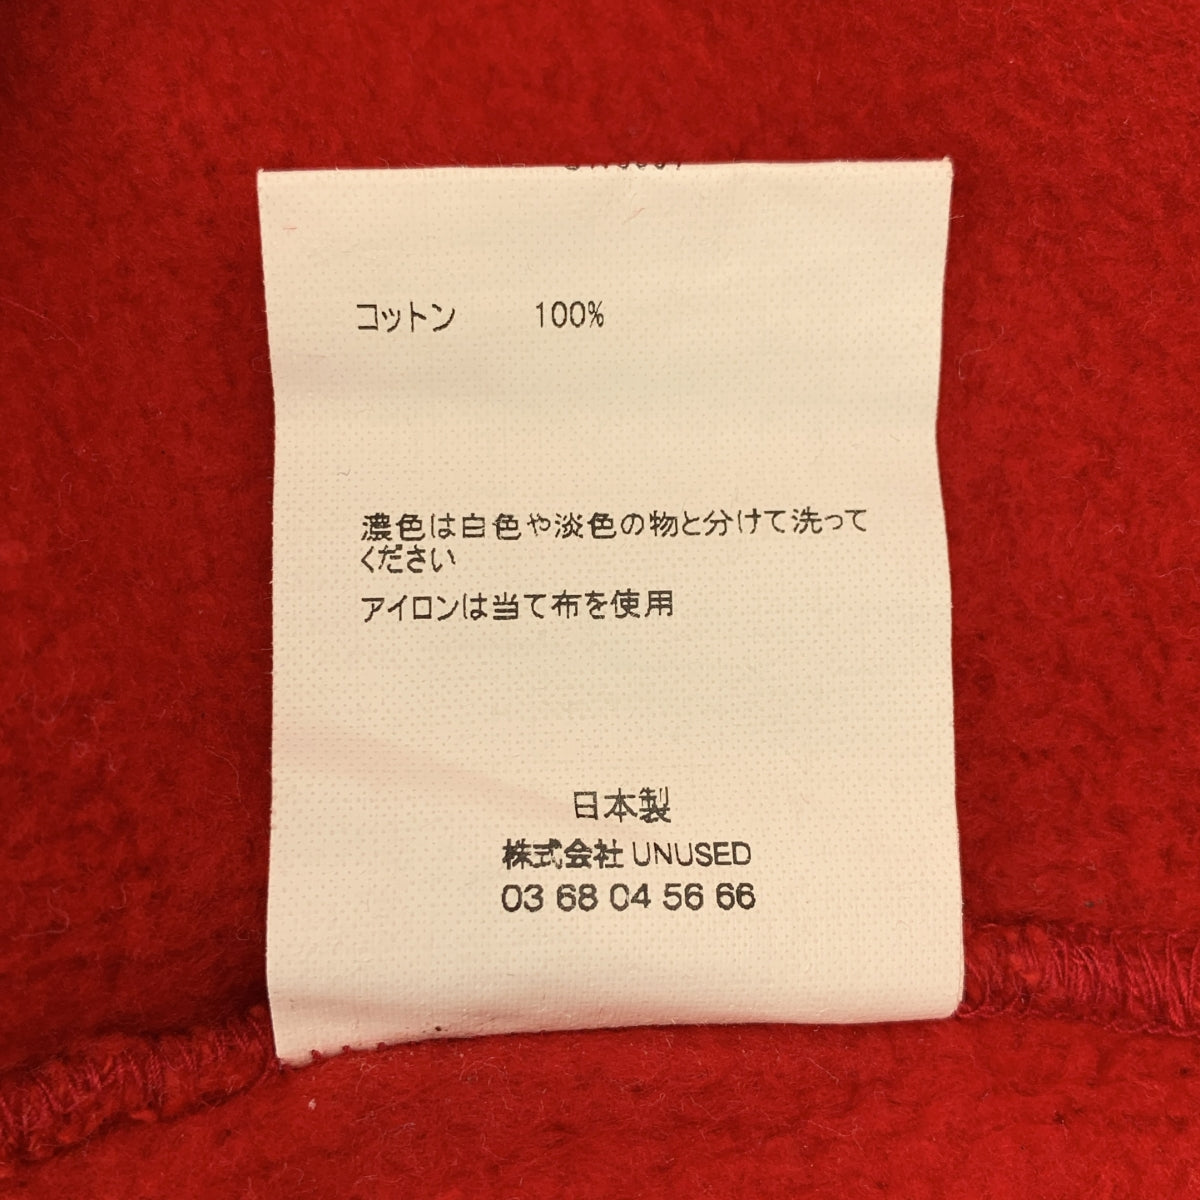 コットン 100%
濃色は白色や淡色の物と分けて洗って
ください
アイロンは当て布を使用
日本製
株式会社 UNUSED
03 68 04 56 66